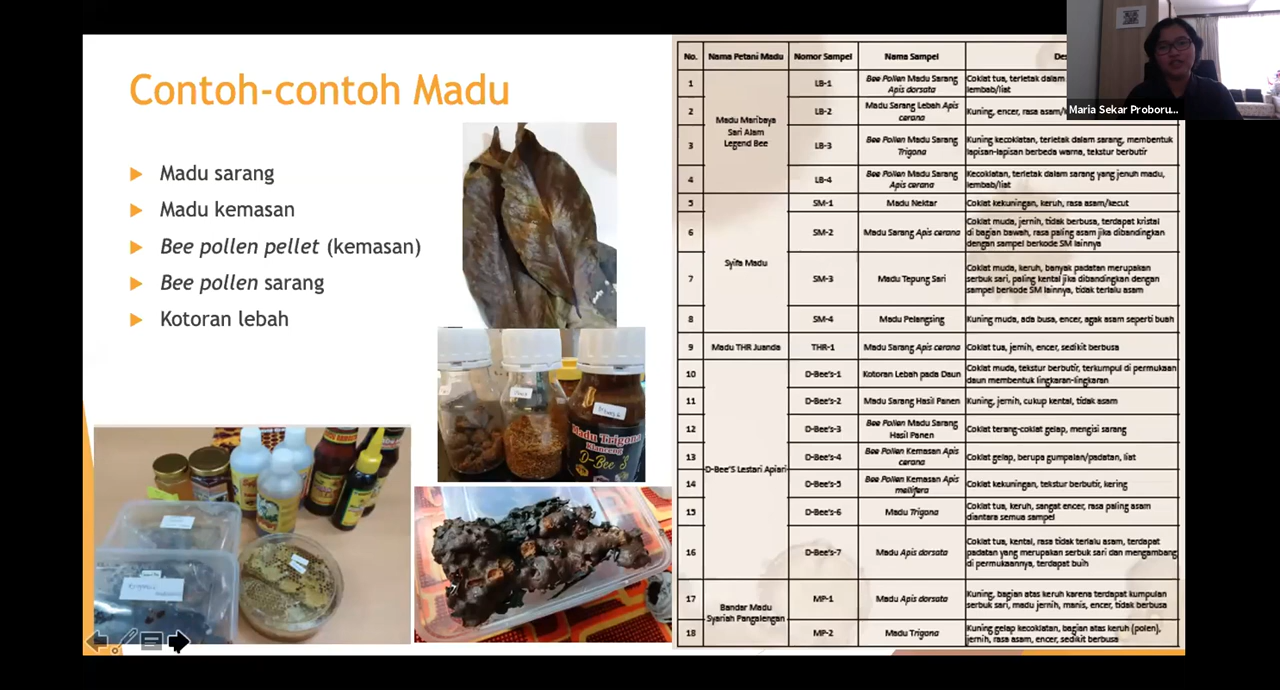 Contoh-contoh Madu
Madu sarang
Madu kemasan
Bee pollen pellet (kemasan)
Bee pollen sarang
Kotoran lebah
Madu Trigona
Klanceng
D-Bee'S
Maria Sekar Proboru...
No. Nama Petani Madu Nomor Sampel Nama Sampel
1 LB-1 Bee Pollen Madu Sarang Coklat tua, terletak dalam
Apis dorsata lembab/liat
2 LB-2 Madu Sarang Lebah Apis Kuning, encer, rasa asam
cerana
Madu Maribaya
Sari Alam
Legend Bee
3 LB-3 Bee Pollen Madu Sarang Kuning kecoklatan, terletak dalam sarang, membentuk
Trigona lapisan-lapisan berbeda warna, tekstur berbutir
4 LB-4 Bee Pollen Madu Sarang Kecoklatan, terletak dalam sarang yang jenuh madu,
Apis cerana lembab/liat
5 SM-1 Madu Nektar Coklat kekuningan, keruh, rasa asam/kecut
6 SM-2 Madu Sarang Apis cerana Coklat muda, jernih, tidak berbusa, terdapat kristal
di bagian bawah, rasa paling asam jika dibandingkan
dengan sampel berkode SM lainnya
Syifa Madu
7 SM-3 Madu Tepung Sari Coklat muda, keruh, banyak padatan merupakan
serbuk sari, paling kental jika dibandingkan dengan
sampel berkode SM lainnya, tidak terlalu asam
8 SM-4 Madu Pelangsing Kuning muda, ada busa, encer, agak asam seperti buah
9 Madu THR Juanda THR-1 Madu Sarang Apis cerana Coklat tua, jernih, encer, sedikit berbusa
10 D-Bee's-1 Kotoran Lebah pada Daun Coklat muda, tekstur berbutir, terkumpul di permukaan
daun membentuk lingkaran-lingkaran
11 D-Bee's-2 Madu Sarang Hasil Panen Kuning, jernih, cukup kental, tidak asam
12 D-Bee's-3 Bee Pollen Madu Sarang Coklat terang-coklat gelap, mengisi sarang
Hasil Panen
13 D-Bee's-4 Bee Pollen Kemasan Apis Coklat gelap, berupa gumpalan/padatan, liat
cerana
D-Bee'S Lestari Apiari
14 D-Bee's-5 Bee Pollen Kemasan Apis Coklat kekuningan, tekstur berbutir, kering
mellifera
15 D-Bee's-6 Madu Trigona Coklat tua, keruh, sangat encer, rasa paling asam
diantara semua sampel
16 D-Bee's-7 Madu Apis dorsata Coklat tua, kental, rasa tidak terlalu asam, terdapat
padatan yang merupakan serbuk sari dan mengambang
di permukaannya, terdapat buih
17 MP-1 Madu Apis dorsata Kuning, bagian atas keruh karena terdapat kumpulan
serbuk sari, madu jernih, manis, encer, tidak berbusa
Bandar Madu
Syariah Pangalengan
18 MP-2 Madu Trigona Kuning gelap kecoklatan, bagian atas keruh (polen),
jernih, rasa asam, encer, sedikit berbusa